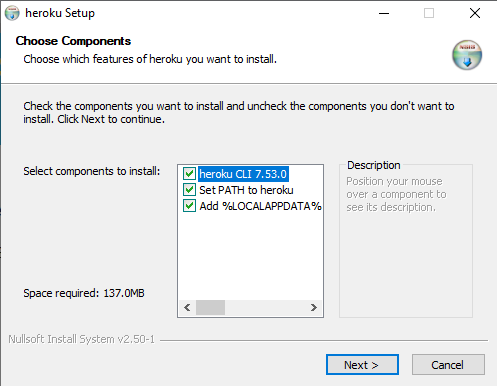 heroku Setup
Choose Components
Choose which features of heroku you want to install.
Check the components you want to install and uncheck the components you don't want to
install. Click Next to continue.
Select components to install:
heroku CLI 7.53.0
Set PATH to heroku
Add %LOCALAPPDATA%
Description
Position your mouse
over a component to
see its description.
Space required: 137.0MB
Nullsoft Install System v2.50-1
Next >
Cancel